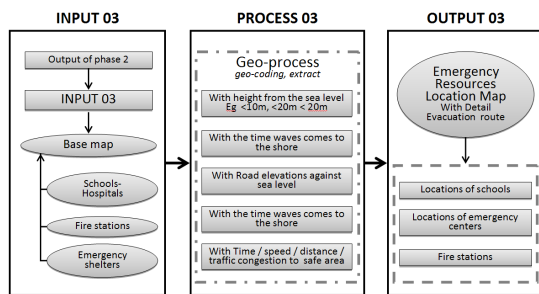 INPUT 03
Output of phase 2
INPUT 03
Base map
Schools-
Hospitals
Fire stations
Emergency
shelters
PROCESS 03
Geo-process
geo-coding, extract
With height from the sea level
Eg <10m, <20m < 20m
With the time waves comes to
the shore
With Road elevations against
sea level
With the time waves comes to
the shore
With Time / speed / distance /
traffic congestion to safe area
OUTPUT 03
Emergency
Resources
Location Map
With Detail
Evacuation route
Locations of schools
Locations of emergency
centers
Fire stations